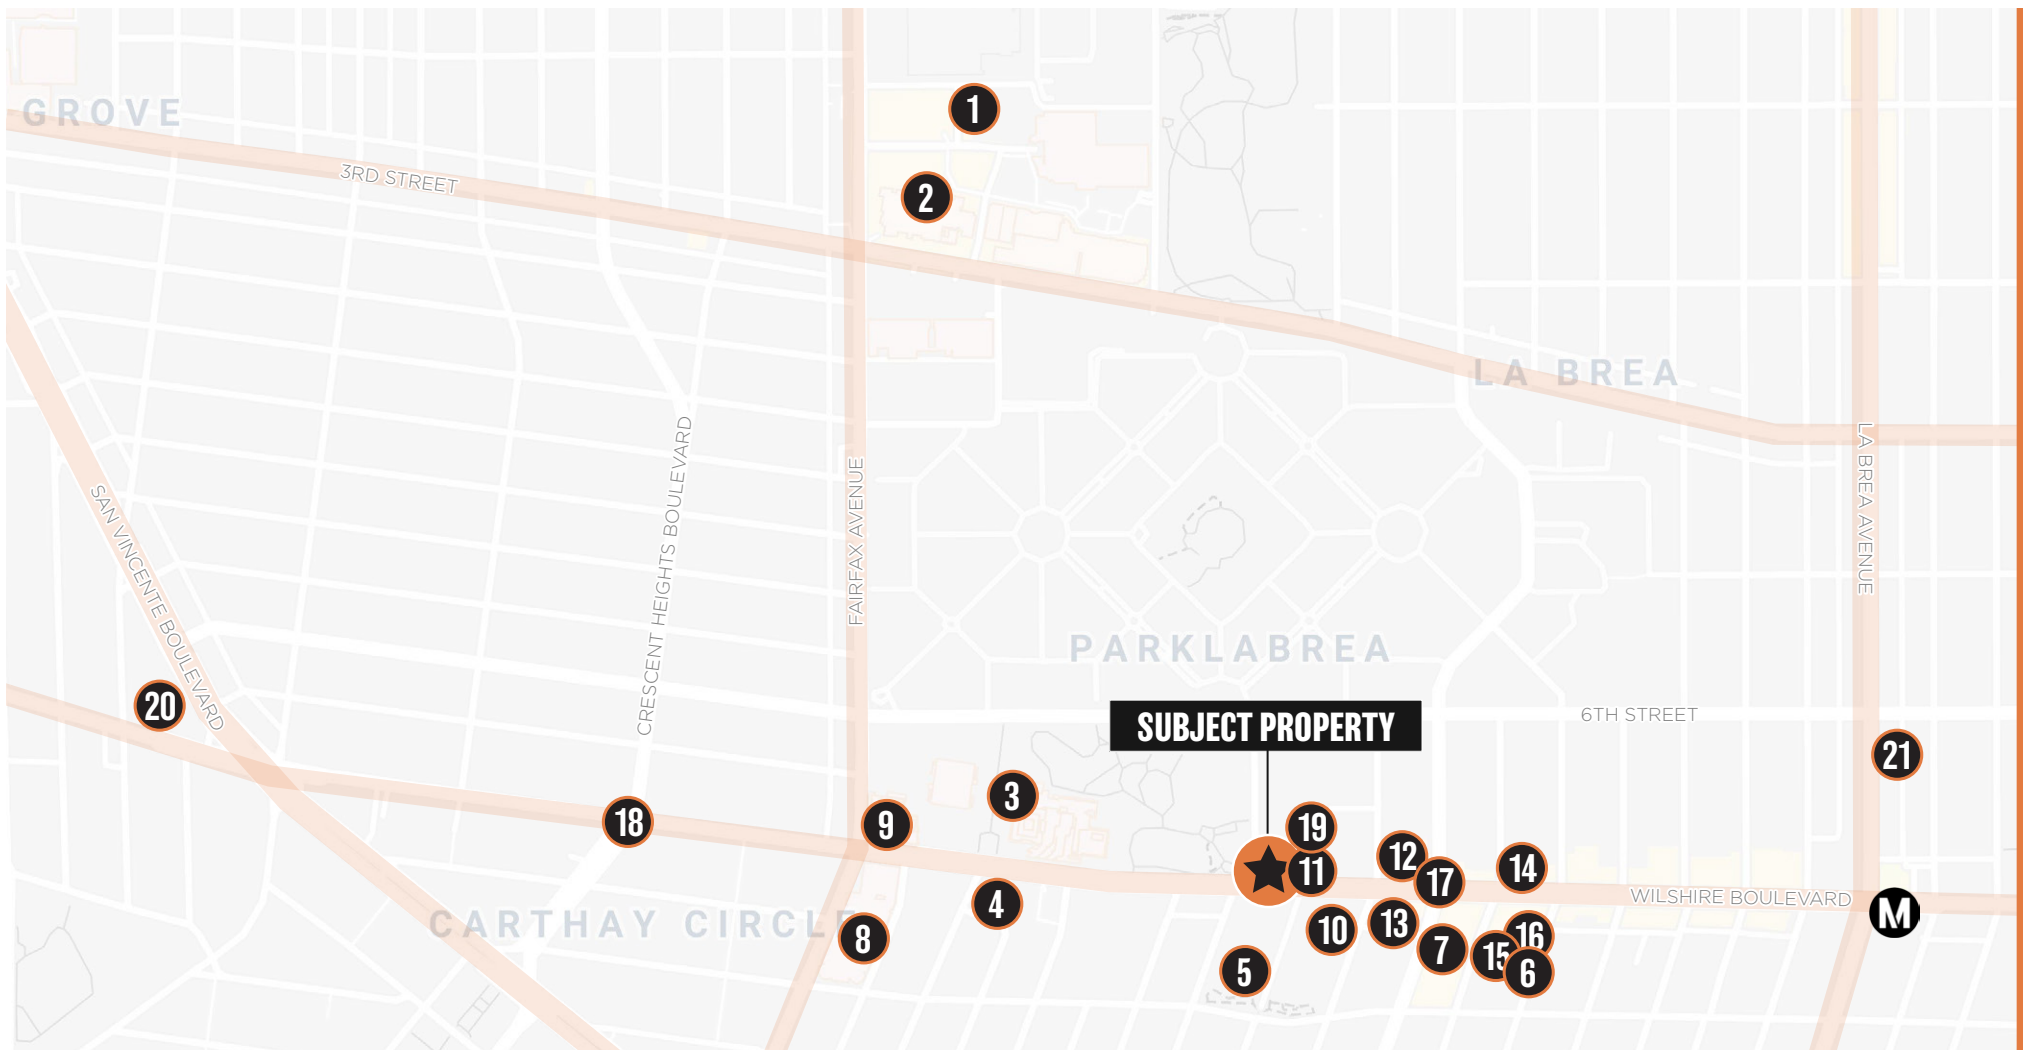 1
GROVE
3RD STREET
2
LA BREA
CRESCENT HEIGHTS BOULEVARD
FAIRFAX AVENUE
LA BREA AVENUE
SAN VINCENTE BOULEVARD
PARKLABREA
20
SUBJECT PROPERTY
6TH STREET
21
3
18
9
19
12
11
17
14
WILSHIRE BOULEVARD
4
M
CARTHAY CIRCLE
8
10
13
7
16
15
5
6